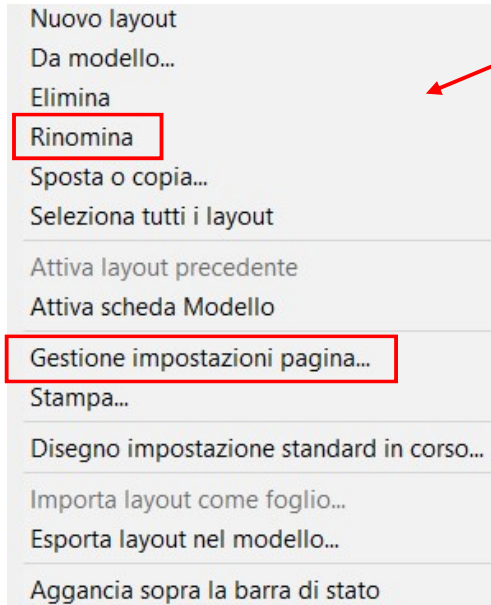 Nuovo layout
Da modello...
Elimina
Rinomina
Sposta o copia...
Seleziona tutti i layout
Attiva layout precedente
Attiva scheda Modello
Gestione impostazioni pagina...
Stampa...
Disegno impostazione standard in corso...
Importa layout come foglio...
Esporta layout nel modello...
Aggancia sopra la barra di stato